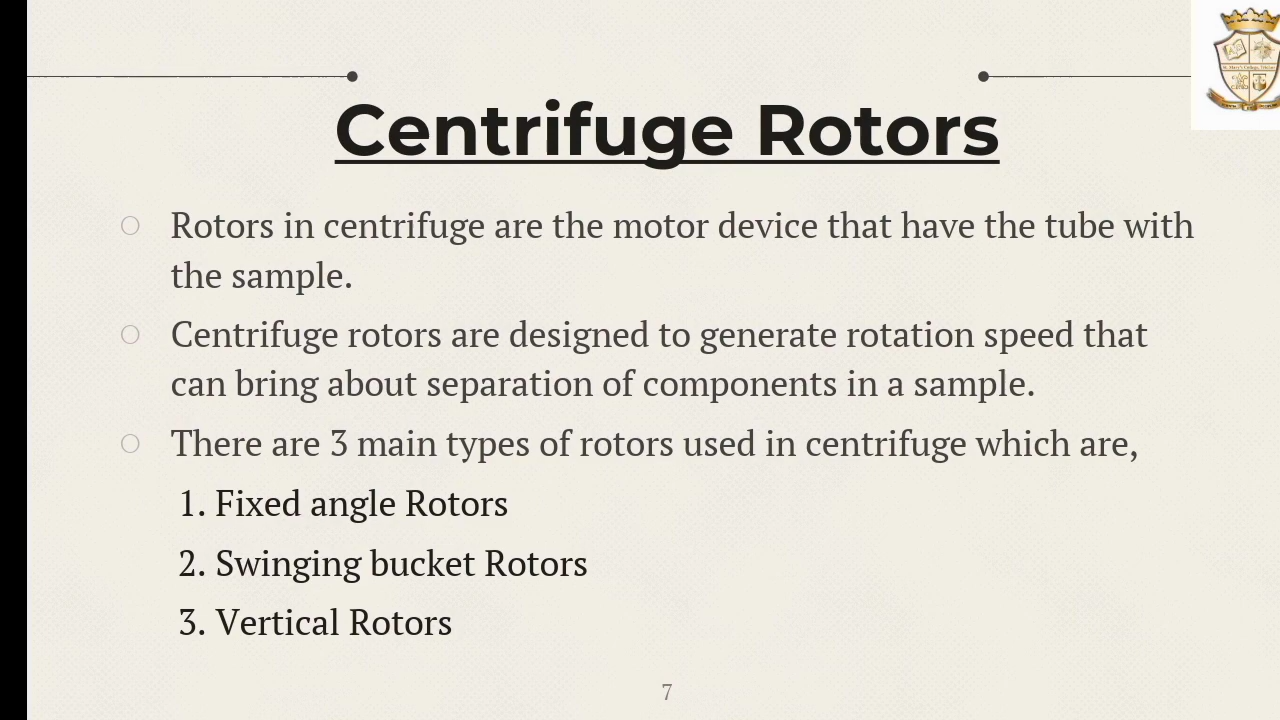 Centrifuge Rotors
Rotors in centrifuge are the motor device that have the tube with
the sample.
Centrifuge rotors are designed to generate rotation speed that
can bring about separation of components in a sample.
There are 3 main types of rotors used in centrifuge which are,
1. Fixed angle Rotors
2. Swinging bucket Rotors
3. Vertical Rotors
7